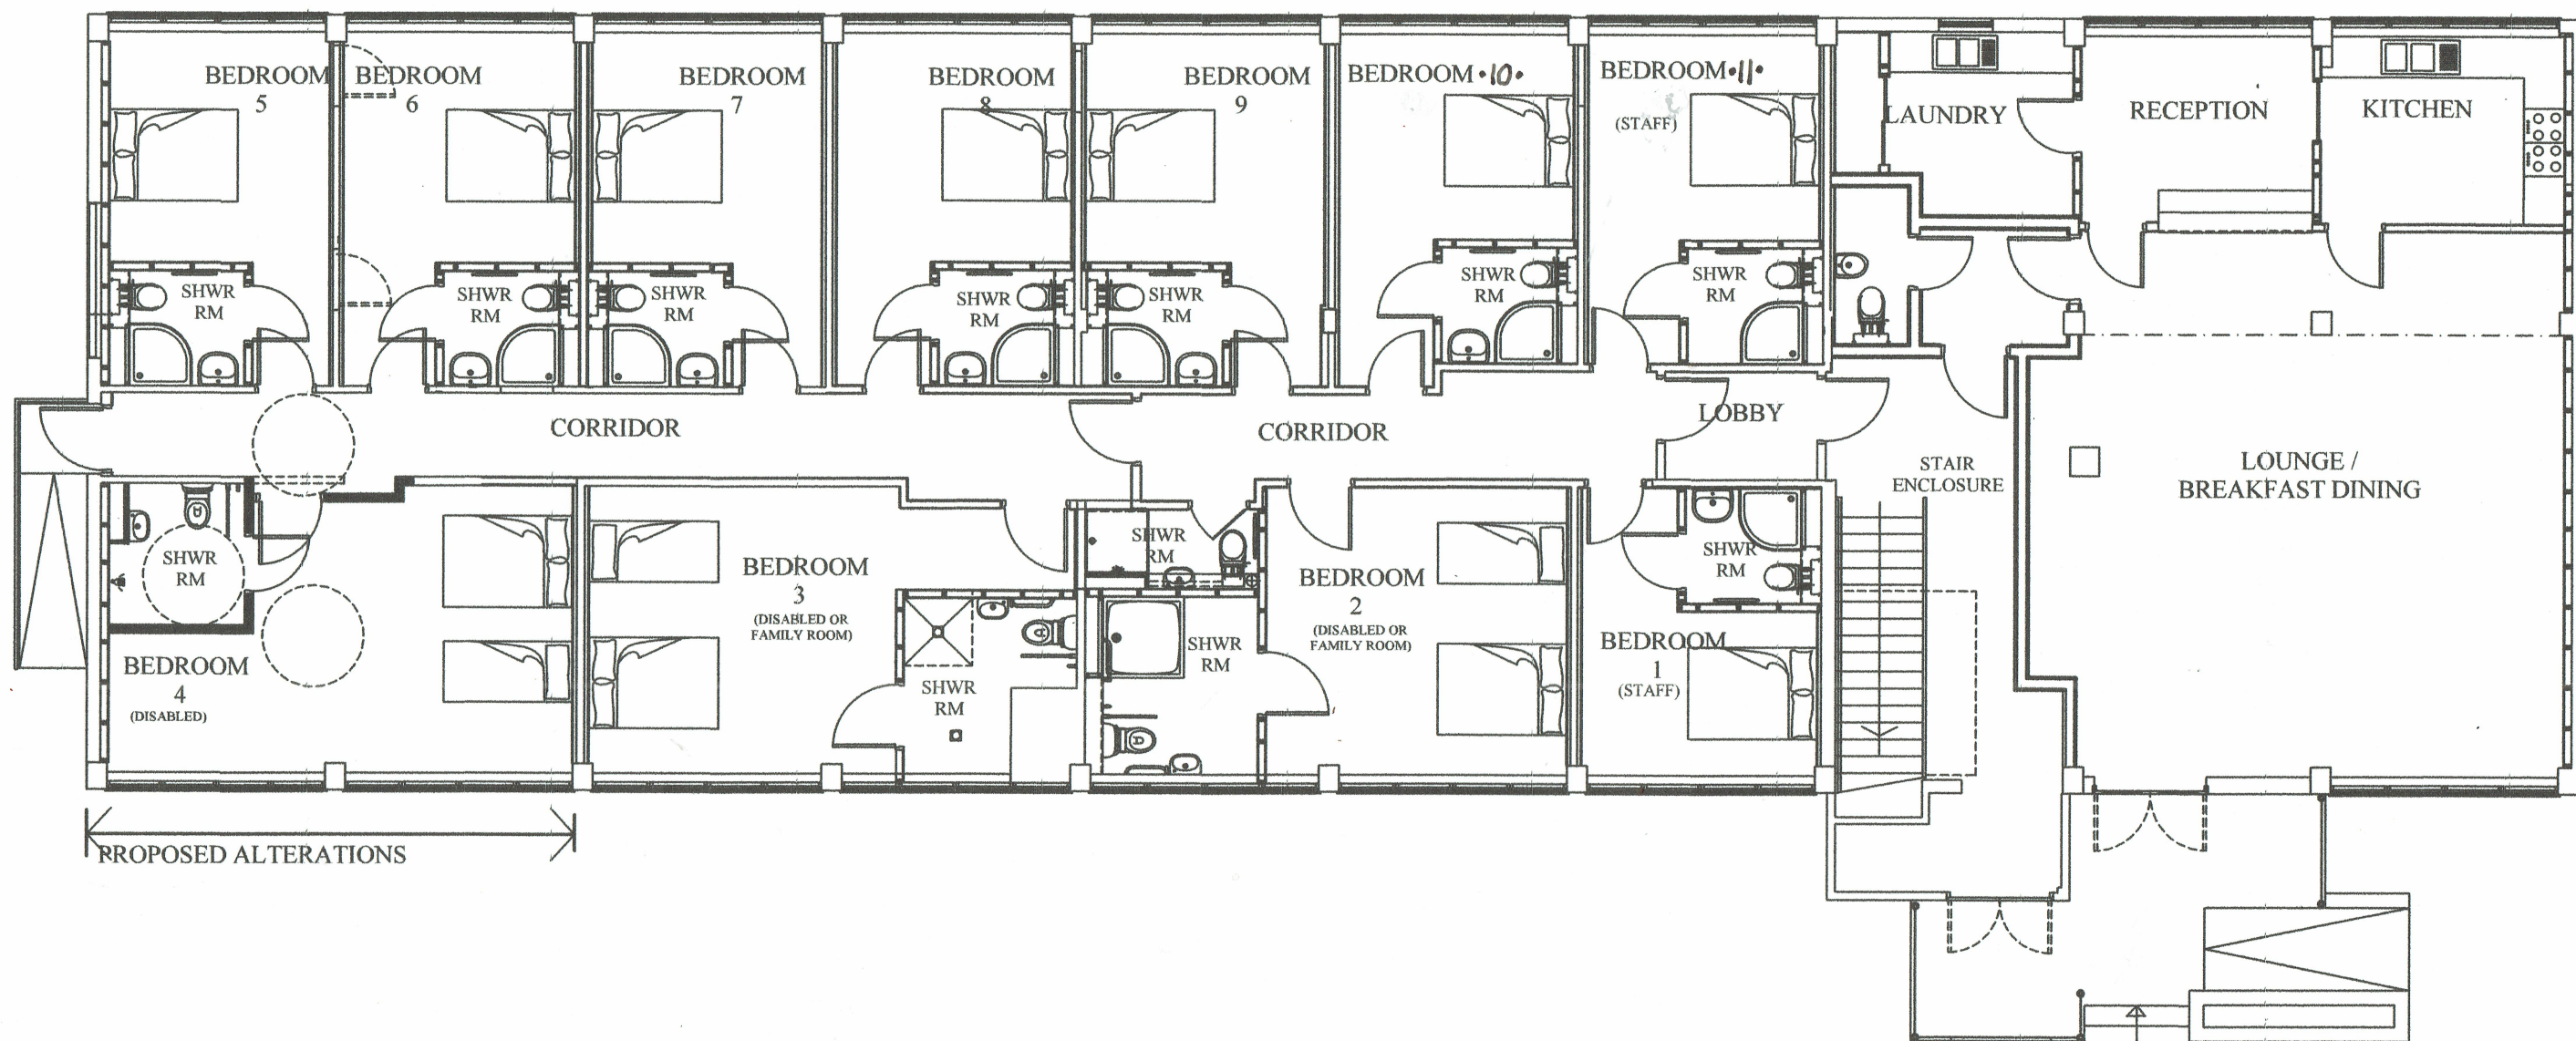 BEDROOM
5
BEDROOM
6
BEDROOM
7
BEDROOM
8
BEDROOM
9
BEDROOM •10•
BEDROOM •11•
(STAFF)
LAUNDRY
RECEPTION
KITCHEN
SHWR
RM
SHWR
RM
SHWR
RM
SHWR
RM
SHWR
RM
SHWR
RM
SHWR
RM
CORRIDOR
CORRIDOR
LOBBY
STAIR
ENCLOSURE
LOUNGE /
BREAKFAST DINING
SHWR
RM
BEDROOM
4
(DISABLED)
BEDROOM
3
(DISABLED OR
FAMILY ROOM)
SHWR
RM
SHWR
RM
SHWR
RM
BEDROOM
2
(DISABLED OR
FAMILY ROOM)
SHWR
RM
BEDROOM
1
(STAFF)
PROPOSED ALTERATIONS